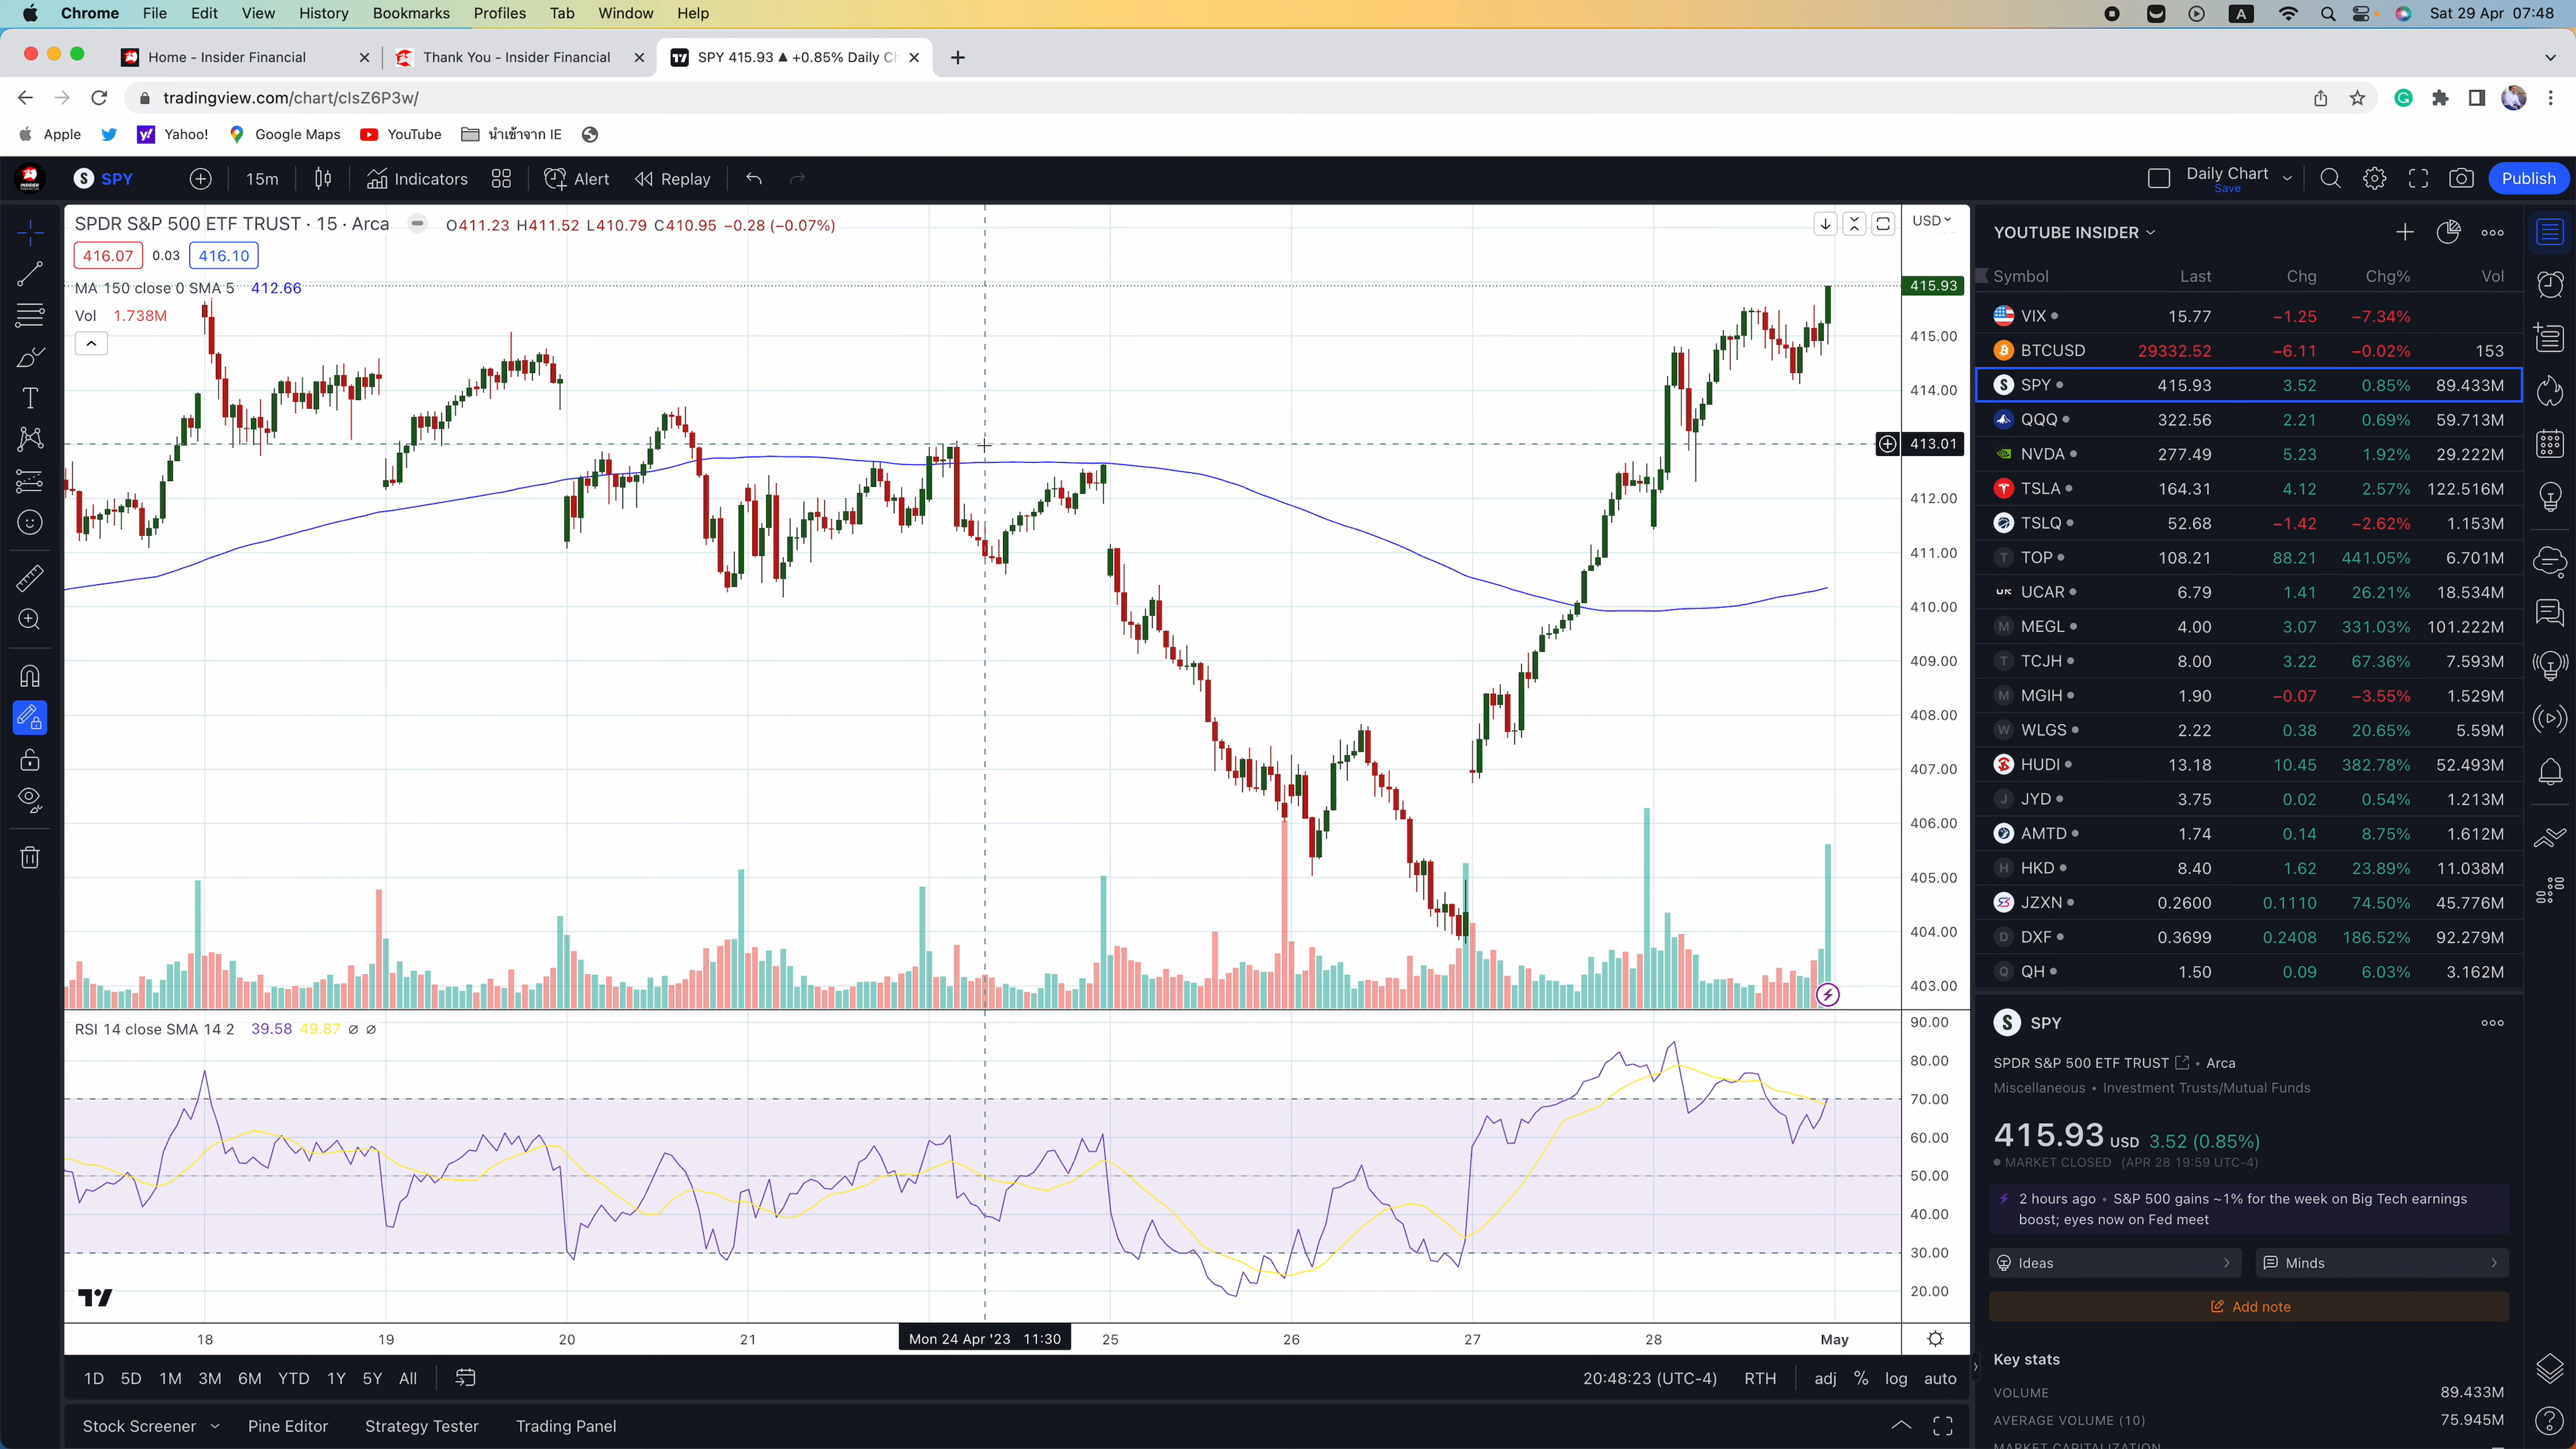 Chrome File Edit View History Bookmarks Profiles Tab Window Help A Sat 29 Apr 07:48
Home - Insider Financial Thank You - Insider Financial SPY 415.93 ▲ +0.85% Daily Ch
tradingview.com/chart/clsZ6P3w/
Apple Yahoo! Google Maps YouTube นำเข้าจาก IE
SPY 15m Indicators Alert Replay Daily Chart Save Publish
SPDR S&P 500 ETF TRUST · 15 · Arca O411.23 H411.52 L410.79 C410.95 −0.28 (−0.07%) USD
416.07 0.03 416.10
MA 150 close 0 SMA 5 412.66
Vol 1.738M
415.93
415.00
414.00
413.01
412.00
411.00
410.00
409.00
408.00
407.00
406.00
405.00
404.00
403.00
RSI 14 close SMA 14 2 39.58 49.87 ∅ ∅
90.00
80.00
70.00
60.00
50.00
40.00
30.00
20.00
18 19 20 21 Mon 24 Apr '23 11:30 25 26 27 28 May
1D 5D 1M 3M 6M YTD 1Y 5Y All 20:48:23 (UTC-4) RTH adj % log auto
Stock Screener Pine Editor Strategy Tester Trading Panel
YOUTUBE INSIDER
Symbol Last Chg Chg% Vol
VIX 15.77 −1.25 −7.34%
BTCUSD 29332.52 −6.11 −0.02% 153
SPY 415.93 3.52 0.85% 89.433M
QQQ 322.56 2.21 0.69% 59.713M
NVDA 277.49 5.23 1.92% 29.222M
TSLA 164.31 4.12 2.57% 122.516M
TSLQ 52.68 −1.42 −2.62% 1.153M
T TOP 108.21 88.21 441.05% 6.701M
UCAR 6.79 1.41 26.21% 18.534M
M MEGL 4.00 3.07 331.03% 101.222M
T TCJH 8.00 3.22 67.36% 7.593M
M MGIH 1.90 −0.07 −3.55% 1.529M
W WLGS 2.22 0.38 20.65% 5.59M
HUDI 13.18 10.45 382.78% 52.493M
J JYD 3.75 0.02 0.54% 1.213M
AMTD 1.74 0.14 8.75% 1.612M
H HKD 8.40 1.62 23.89% 11.038M
JZXN 0.2600 0.1110 74.50% 45.776M
D DXF 0.3699 0.2408 186.52% 92.279M
Q QH 1.50 0.09 6.03% 3.162M
S SPY
SPDR S&P 500 ETF TRUST • Arca
Miscellaneous • Investment Trusts/Mutual Funds
415.93 USD 3.52 (0.85%)
MARKET CLOSED (APR 28 19:59 UTC-4)
2 hours ago • S&P 500 gains ~1% for the week on Big Tech earnings
boost; eyes now on Fed meet
Ideas Minds
Add note
Key stats
VOLUME 89.433M
AVERAGE VOLUME (10) 75.945M
MARKET CAPITALIZATION